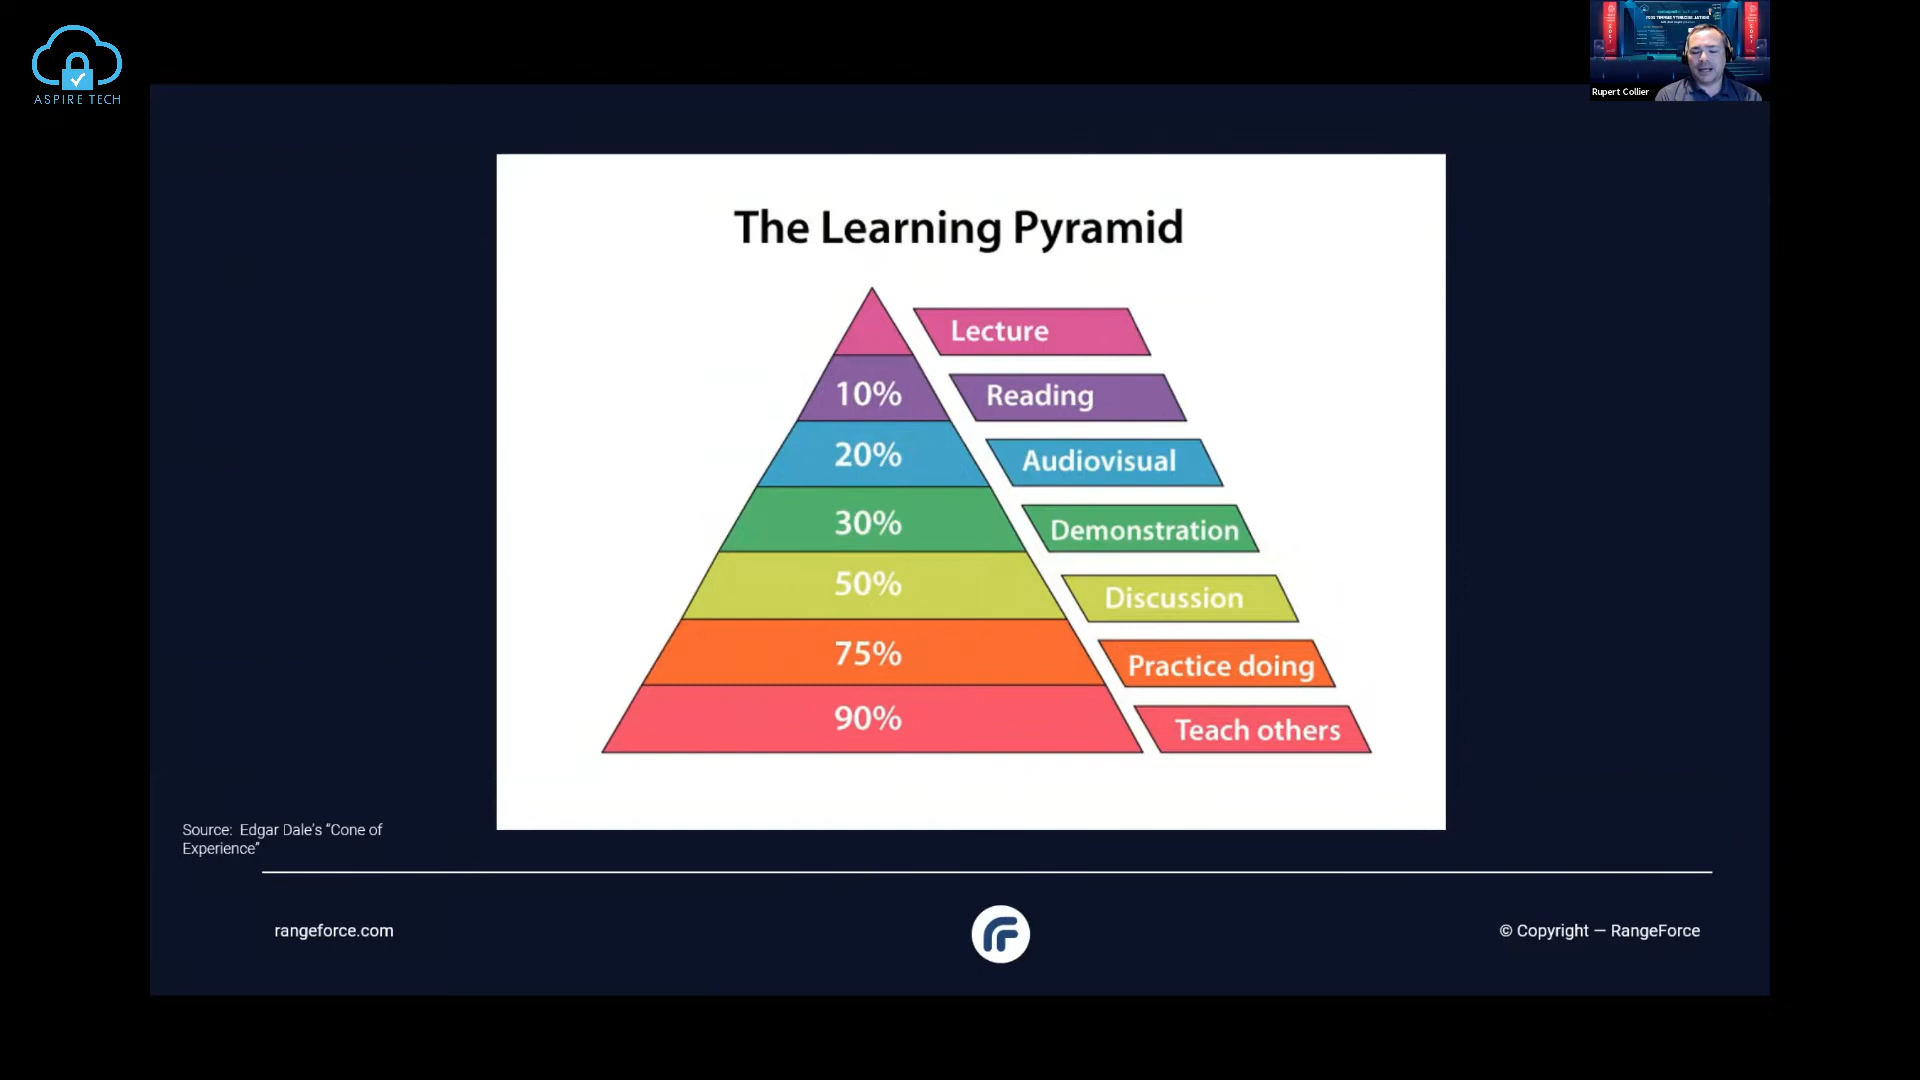 ASPIRE TECH
Rupert Collier
The Learning Pyramid
Lecture
10% Reading
20% Audiovisual
30% Demonstration
50% Discussion
75% Practice doing
90% Teach others
Source: Edgar Dale's “Cone of
Experience”
rangeforce.com
© Copyright — RangeForce